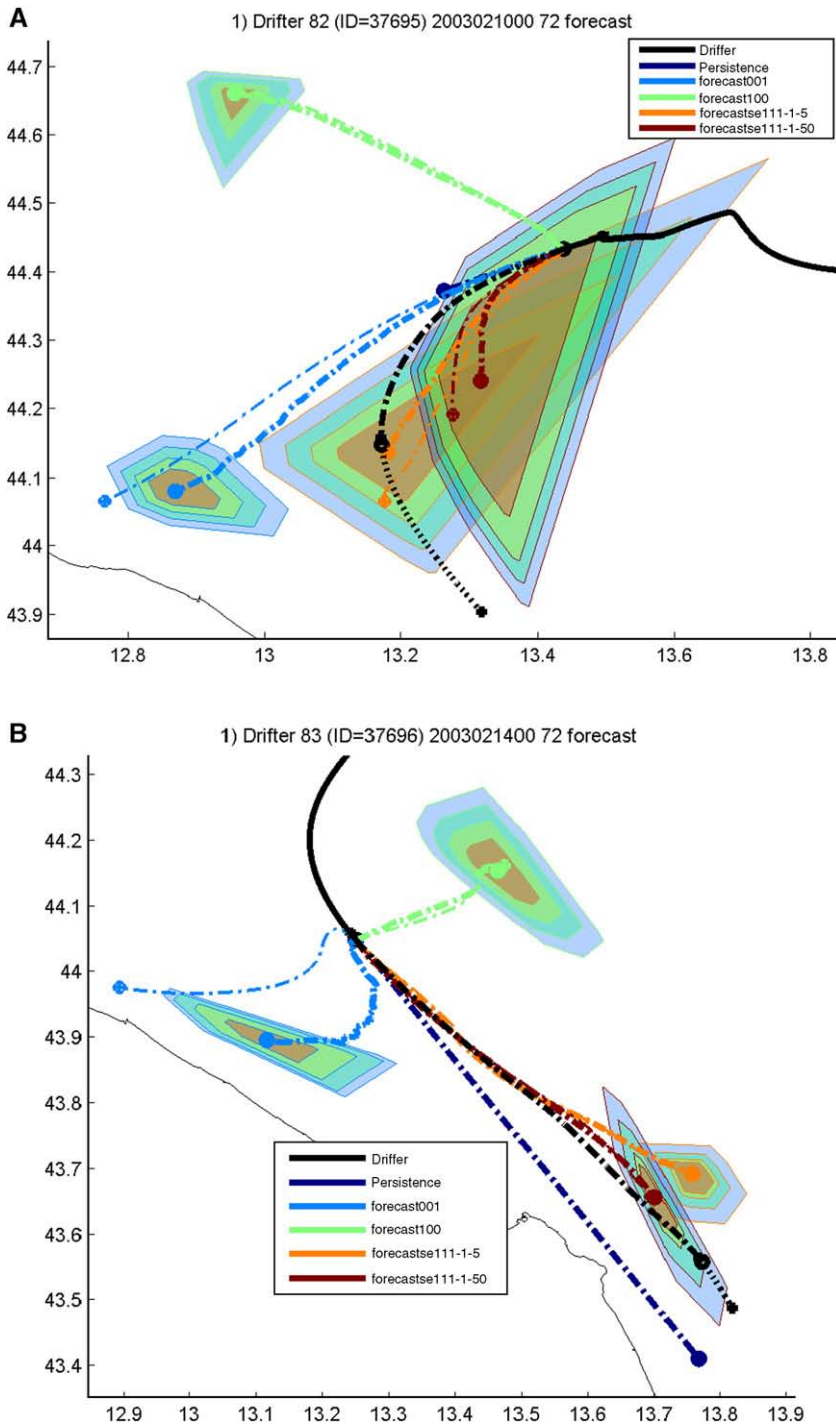 A
1) Drifter 82 (ID=37695) 2003021000 72 forecast
44.7
44.6
44.5
44.4
44.3
44.2
44.1
44
43.9
12.8 13 13.2 13.4 13.6 13.8
Driffer
Persistence
forecast001
forecast100
forecastse111-1-5
forecastse111-1-50
B
1) Drifter 83 (ID=37696) 2003021400 72 forecast
44.3
44.2
44.1
44
43.9
43.8
43.7
43.6
43.5
43.4
12.9 13 13.1 13.2 13.3 13.4 13.5 13.6 13.7 13.8 13.9
Driffer
Persistence
forecast001
forecast100
forecastse111-1-5
forecastse111-1-50